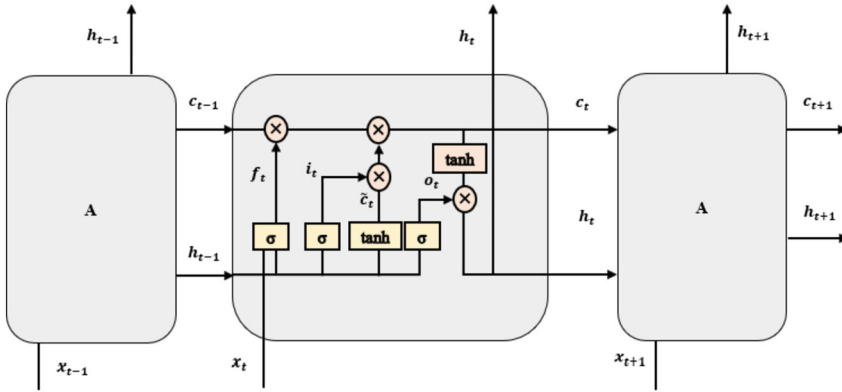 h_{t-1}
h_t
h_{t+1}
c_{t-1}
c_t
c_{t+1}
×
×
tanh
f_t
i_t
×
o_t
×
c̃_t
A
A
h_{t-1}
σ
σ
tanh
σ
h_t
h_{t+1}
x_{t-1}
x_t
x_{t+1}